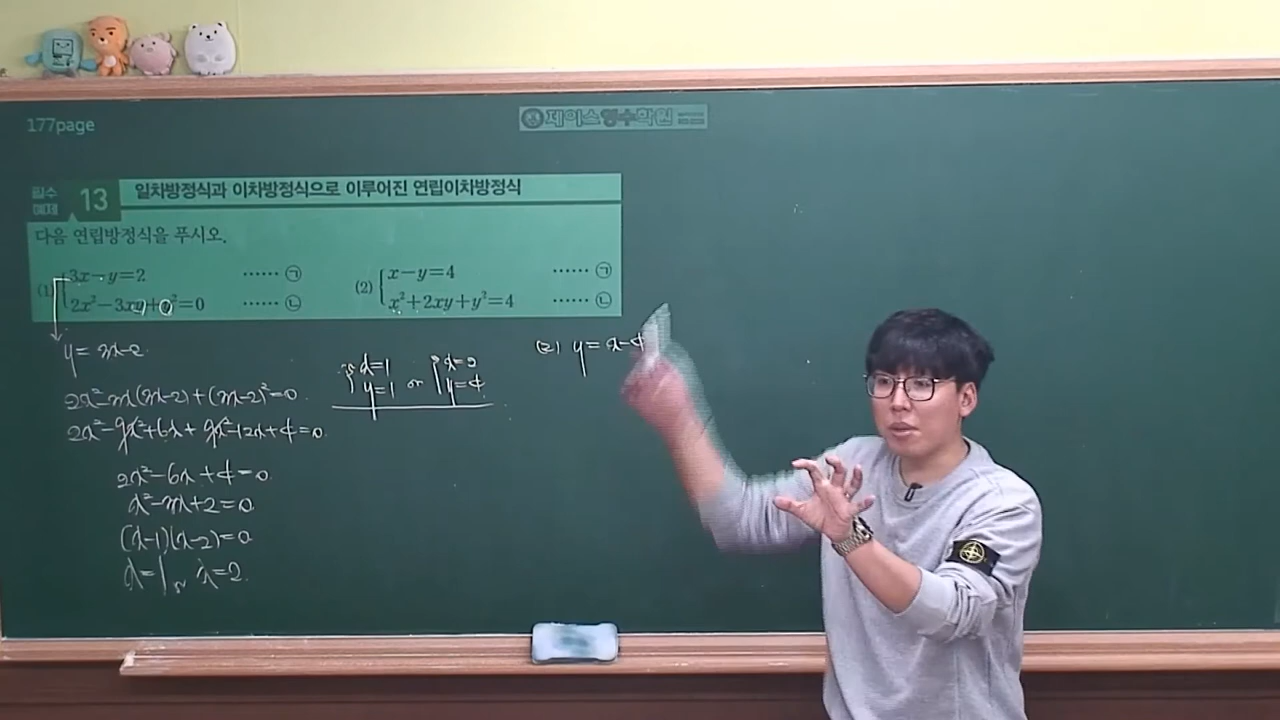 177page
제이스영수학원
필수 예제 13 일차방정식과 이차방정식으로 이루어진 연립이차방정식
다음 연립방정식을 푸시오.
(1) 3x-y=2 ······ ㉠
2x²-3xy+y²=0 ······ ㉡
(2) x-y=4 ······ ㉠
x²+2xy+y²=4 ······ ㉡
y=3x-2
2x²-3x(3x-2)+(3x-2)²=0
2x²-9x²+6x+9x²-12x+4=0
2x²-6x+4=0
x²-3x+2=0
(x-1)(x-2)=0
x=1 or x=2
x=1 y=1 or x=2 y=4
(2) y=x-4